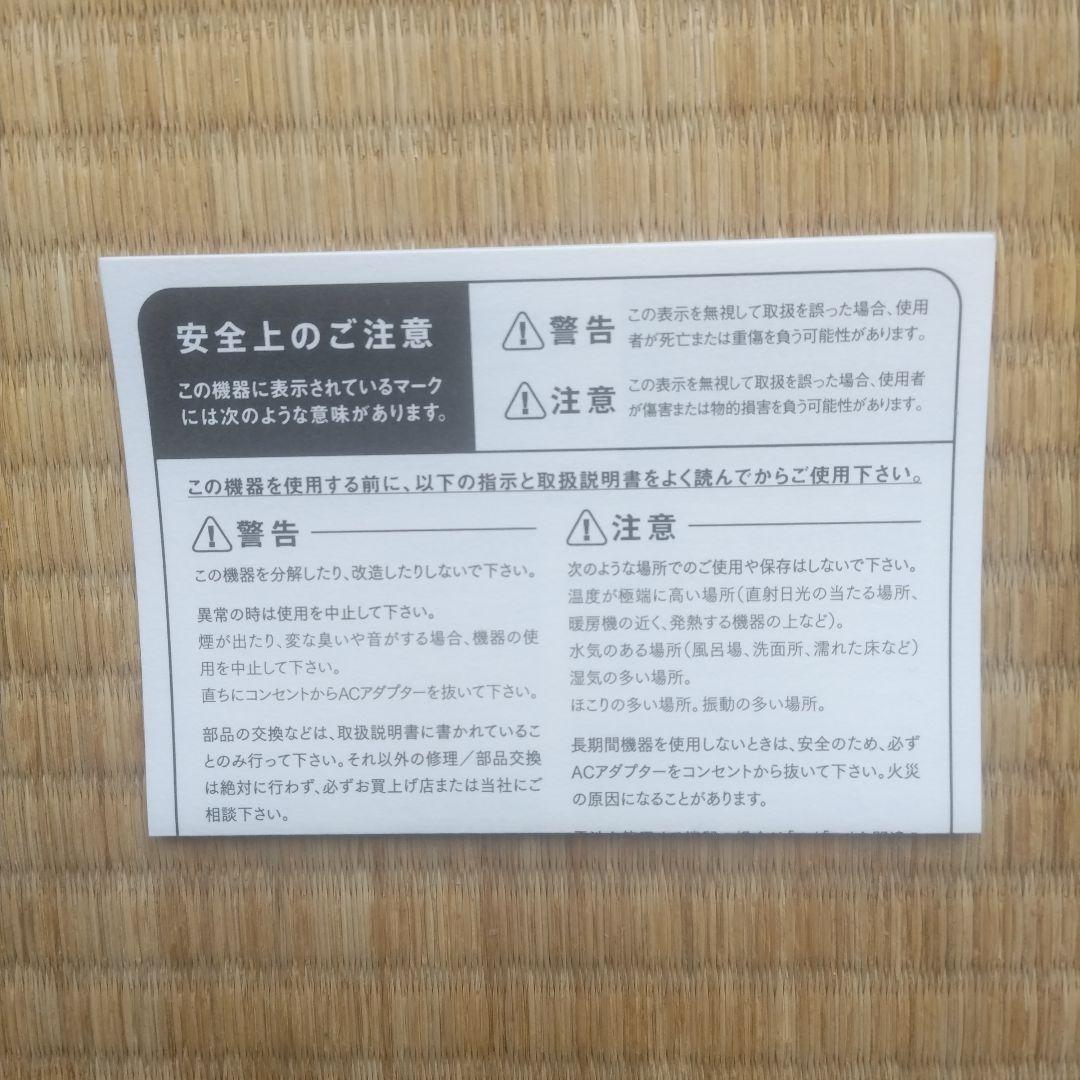 安全上のご注意
この機器に表示されているマーク
には次のような意味があります。
警告
この表示を無視して取扱を誤った場合、使用
者が死亡または重傷を負う可能性があります。
注意
この表示を無視して取扱を誤った場合、使用者
が傷害または物的損害を負う可能性があります。
この機器を使用する前に、以下の指示と取扱説明書をよく読んでからご使用下さい。
警告
この機器を分解したり、改造したりしないで下さい。
異常の時は使用を中止して下さい。
煙が出たり、変な臭いや音がする場合、機器の使
用を中止して下さい。
直ちにコンセントからACアダプターを抜いて下さい。
部品の交換などは、取扱説明書に書かれているこ
とのみ行って下さい。それ以外の修理／部品交換
は絶対に行わず、必ずお買上げ店または当社にご
相談下さい。
注意
次のような場所でのご使用や保存はしないで下さい。
温度が極端に高い場所（直射日光の当たる場所、
暖房機の近く、発熱する機器の上など）。
水気のある場所（風呂場、洗面所、濡れた床など）
湿気の多い場所。
ほこりの多い場所。振動の多い場所。
長期間機器を使用しないときは、安全のため、必ず
ACアダプターをコンセントから抜いて下さい。火災
の原因になることがあります。